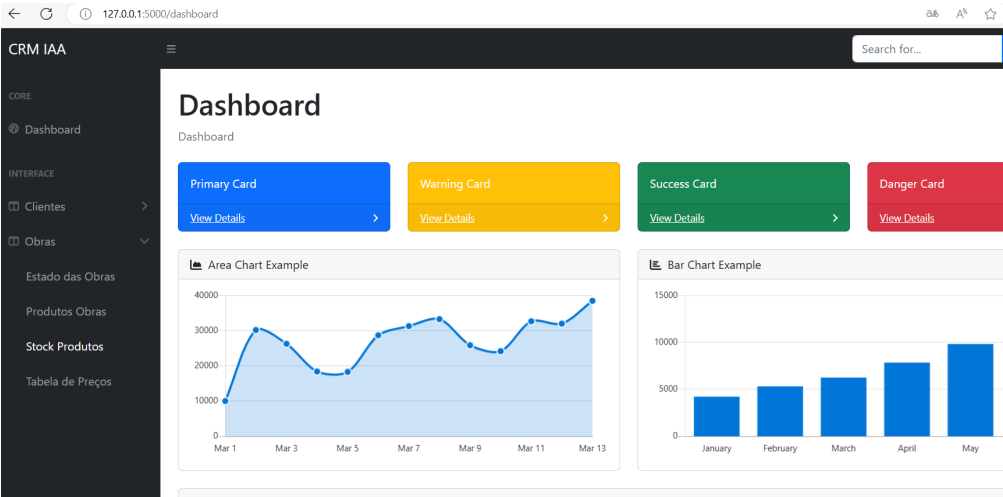 127.0.0.1:5000/dashboard
CRM IAA
Search for...
CORE
Dashboard
INTERFACE
Clientes
Obras
Estado das Obras
Produtos Obras
Stock Produtos
Tabela de Preços
Dashboard
Dashboard
Primary Card
View Details
Warning Card
View Details
Success Card
View Details
Danger Card
View Details
Area Chart Example
40000
30000
20000
10000
0
Mar 1 Mar 3 Mar 5 Mar 7 Mar 9 Mar 11 Mar 13
Bar Chart Example
15000
10000
5000
0
January February March April May